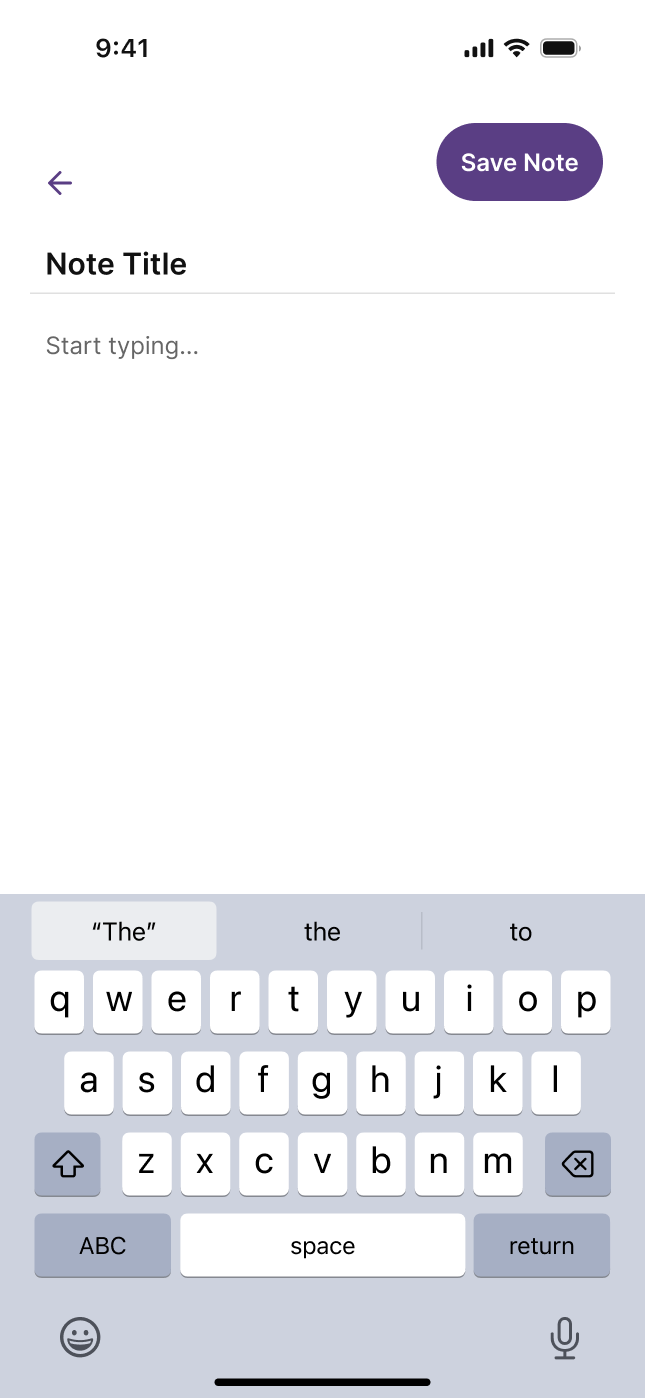 9:41
Save Note
Note Title
Start typing...
“The” the to
q w e r t y u i o p
a s d f g h j k l
z x c v b n m
ABC space return